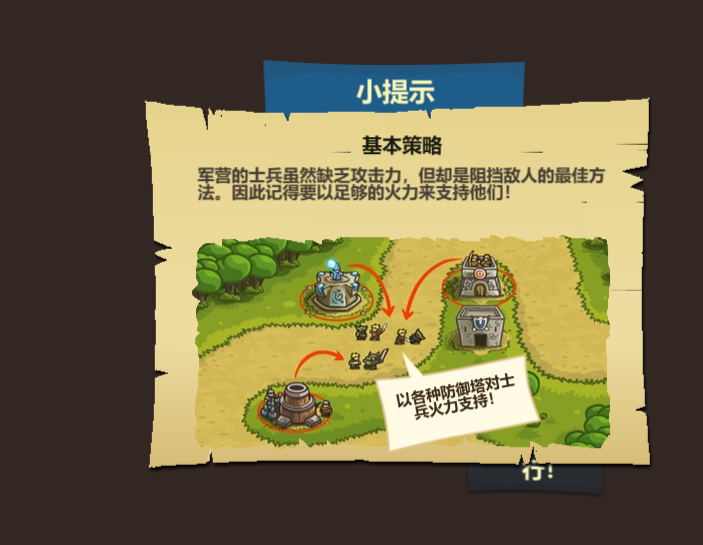 小提示
基本策略
军营的士兵虽然缺乏攻击力，但却是阻挡敌人的最佳方
法。因此记得要以足够的火力来支持他们！
以各种防御塔对士
兵火力支持！
行！